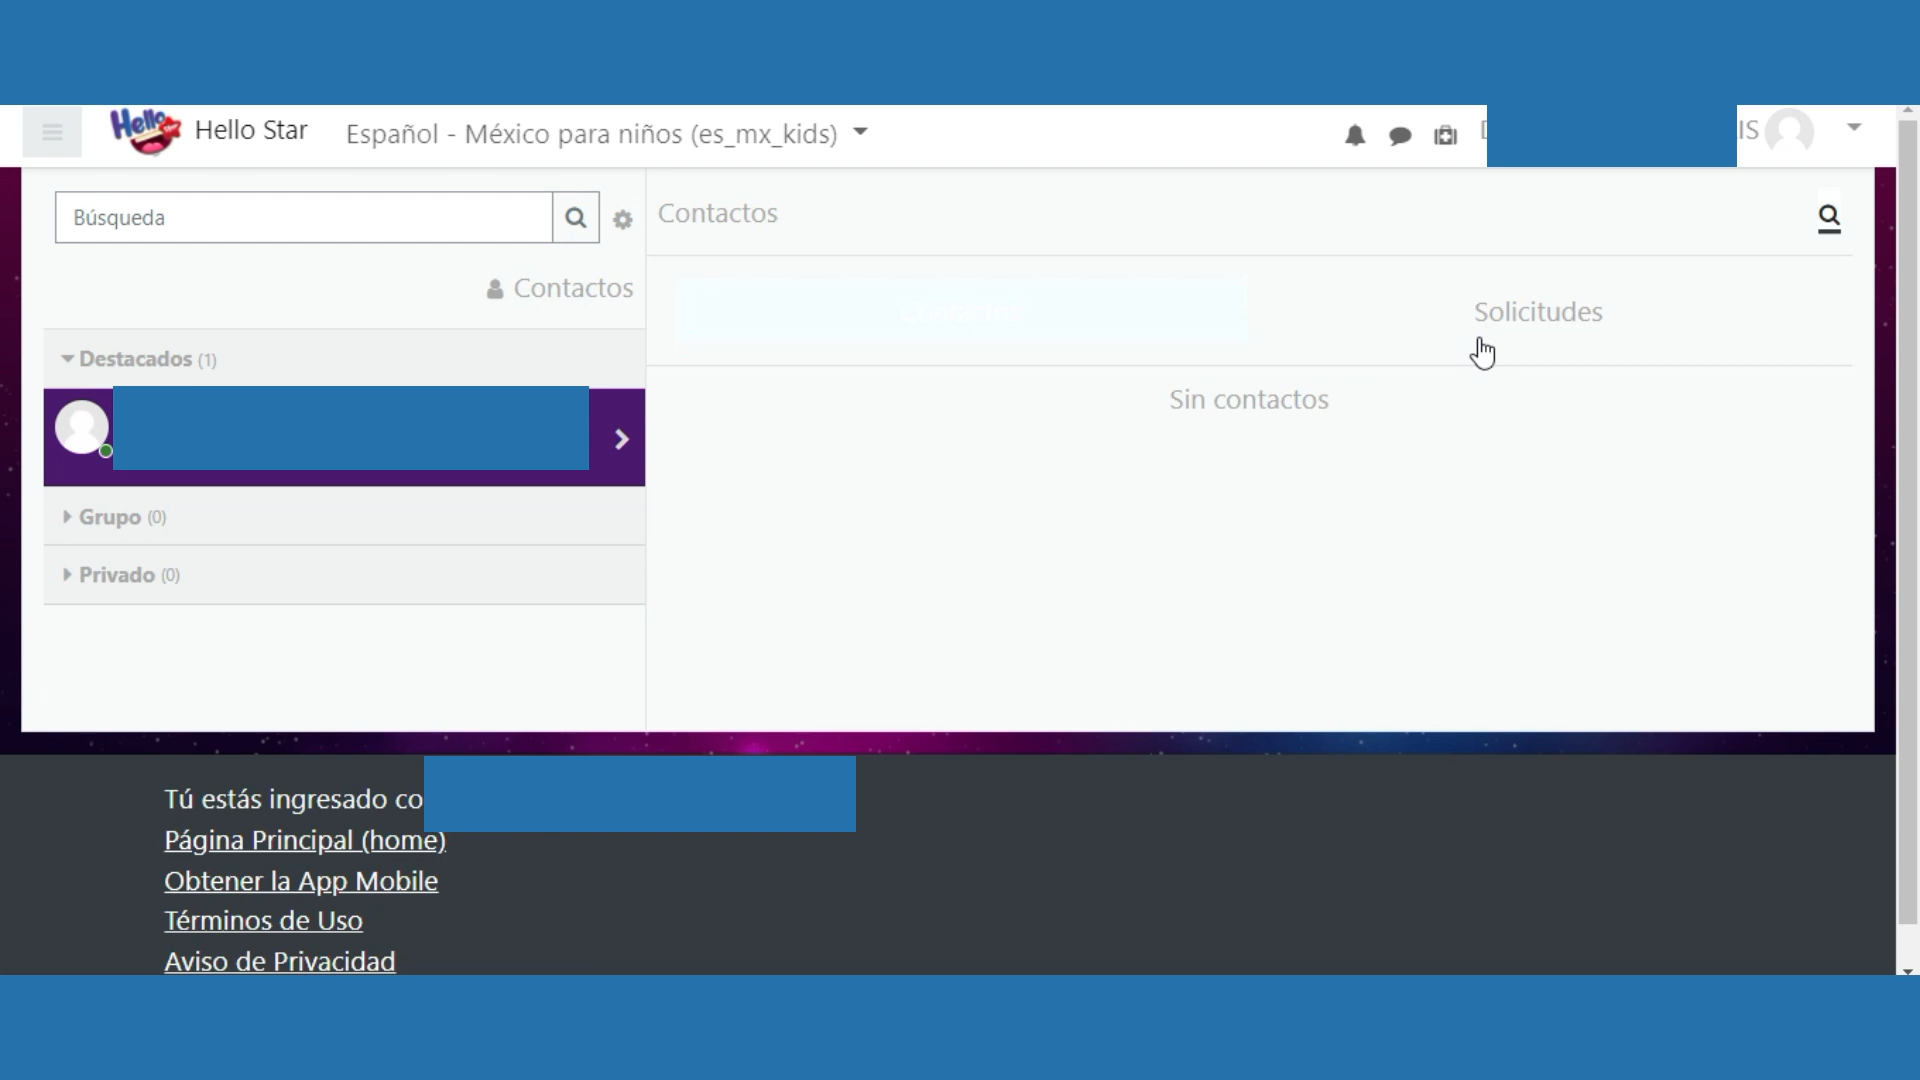 Hello Hello Star Español - México para niños (es_mx_kids) IS
Búsqueda
Contactos
Contactos
Contactos
Solicitudes
Destacados (1)
Sin contactos
Grupo (0)
Privado (0)
Tú estás ingresado co
Página Principal (home)
Obtener la App Mobile
Términos de Uso
Aviso de Privacidad